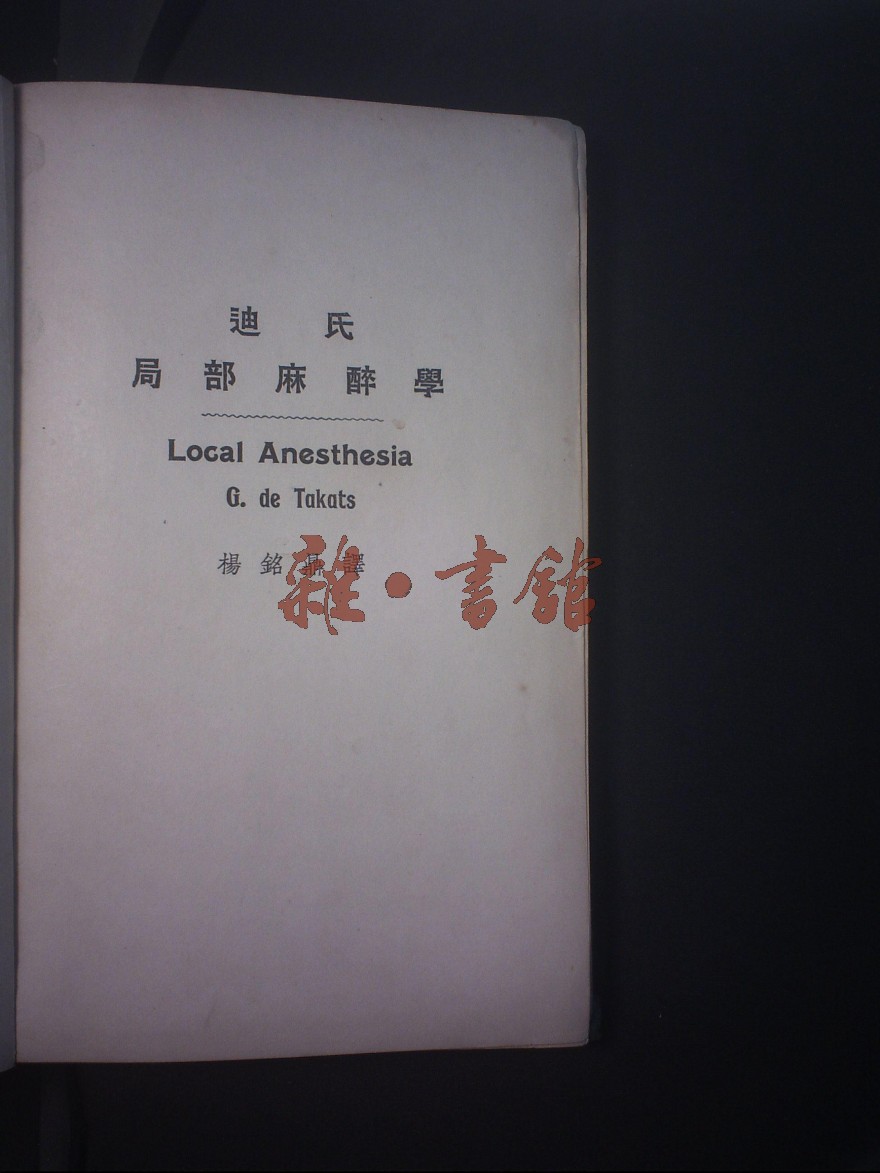 迪氏
局部麻醉學
Local Anesthesia
G. de Takats
楊銘鼎譯
雜·書館